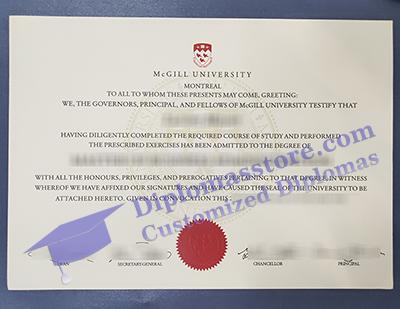 McGILL UNIVERSITY
MONTREAL
TO ALL TO WHOM THESE PRESENTS MAY COME, GREETING:
WE, THE GOVERNORS, PRINCIPAL, AND FELLOWS OF McGILL UNIVERSITY TESTIFY THAT
HAVING DILIGENTLY COMPLETED THE REQUIRED COURSE OF STUDY AND PERFORMED
THE PRESCRIBED EXERCISES HAS BEEN ADMITTED TO THE DEGREE OF
WITH ALL THE HONOURS, PRIVILEGES, AND PREROGATIVES PERTAINING TO THAT DEGREE, IN WITNESS
WHEREOF WE HAVE AFFIXED OUR SIGNATURES AND HAVE CAUSED THE SEAL OF THE UNIVERSITY TO BE
ATTACHED HERETO. GIVEN IN CONVOCATION THIS
Diplomasstore.com
Customized Diplomas
SECRETARY-GENERAL
CHANCELLOR
PRINCIPAL